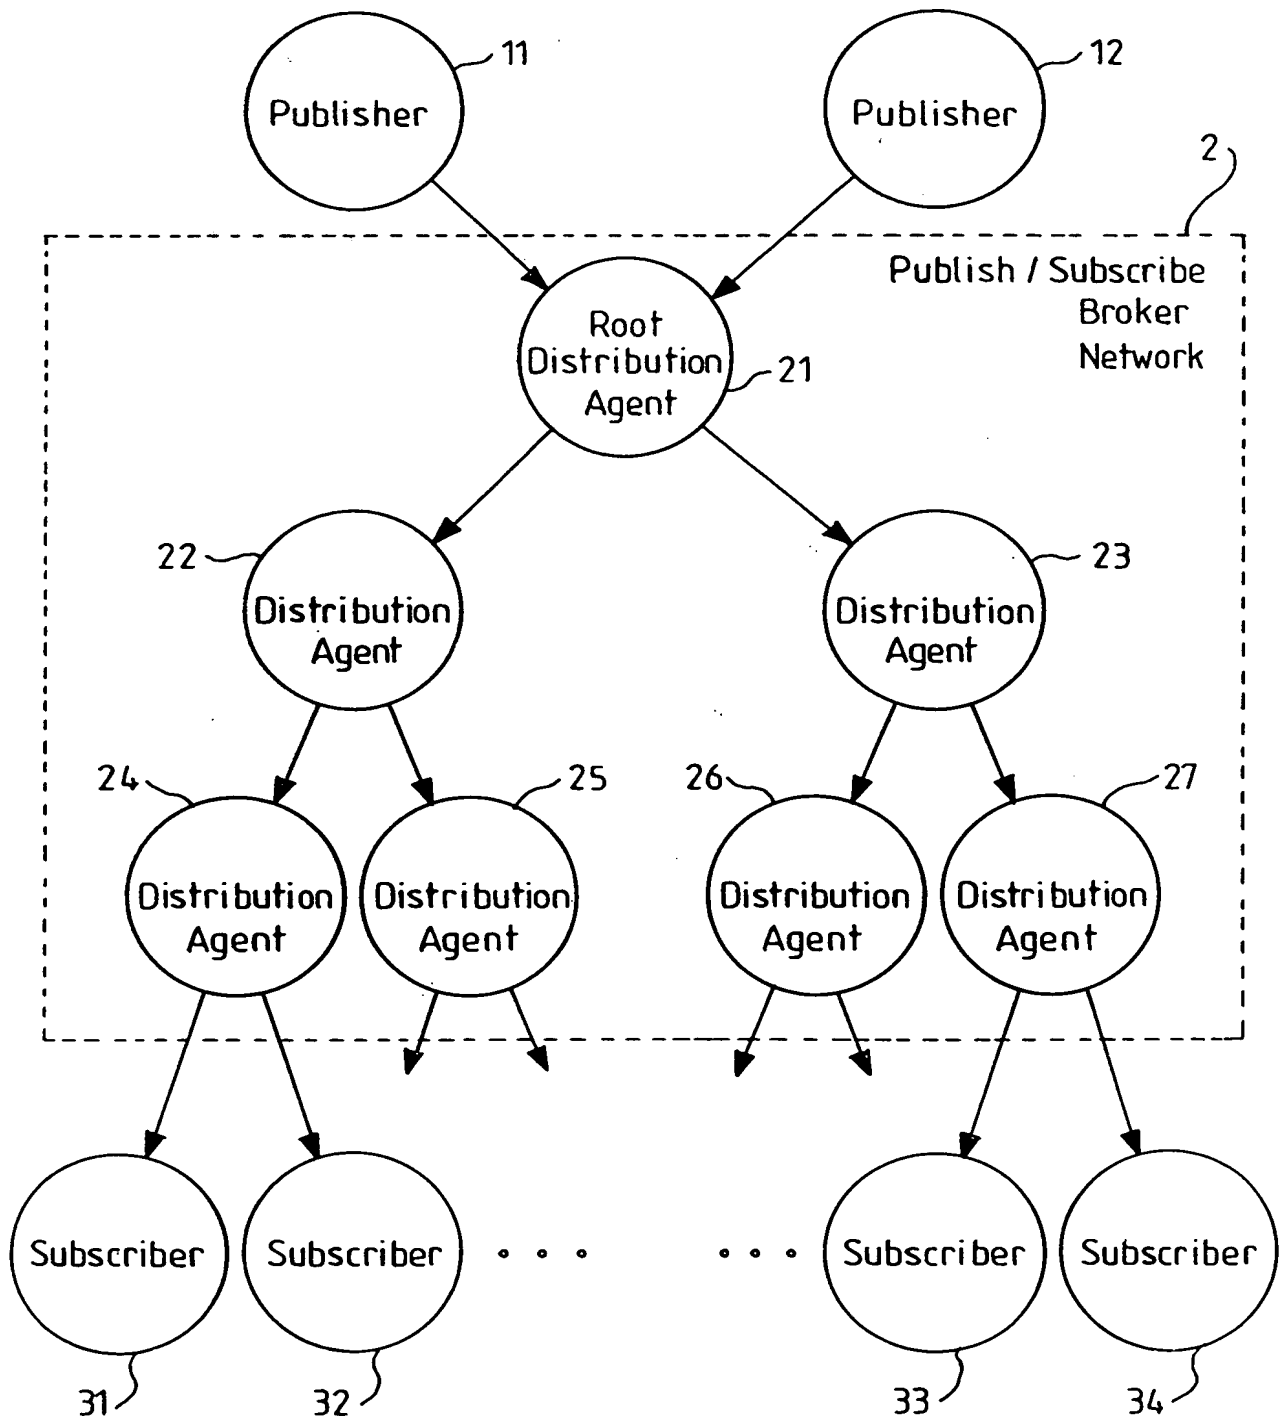 11
12
Publisher
Publisher
2
Publish / Subscribe
Broker
Network
Root
Distribution
Agent
21
22
23
Distribution
Agent
Distribution
Agent
24
25
26
27
Distribution
Agent
Distribution
Agent
Distribution
Agent
Distribution
Agent
Subscriber
Subscriber
Subscriber
Subscriber
31
32
33
34